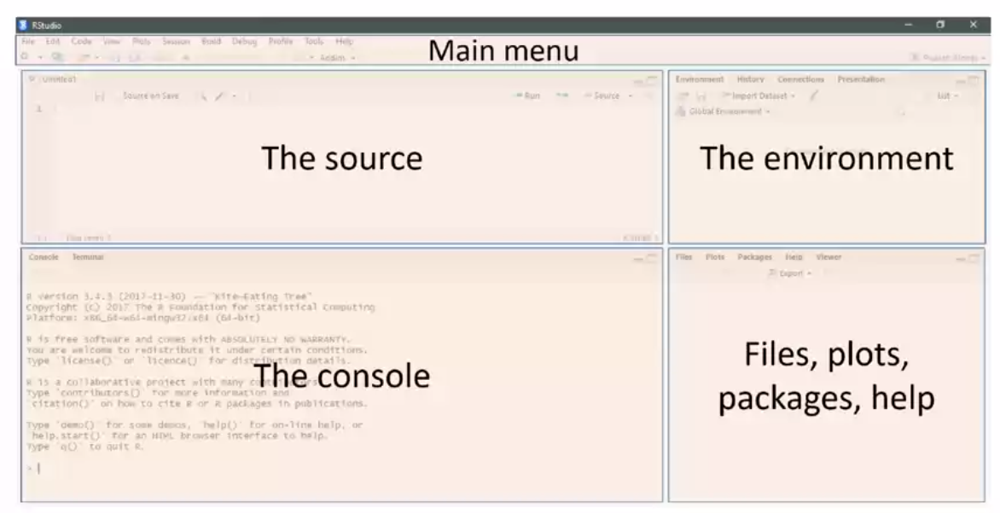 RStudio
File Edit Code View Plots Session Build Debug Profile Tools Help
Main menu
Addins
Untitled1
Source on Save
Run
Source
1
The source
Environment History Connections Presentation
Import Dataset
List
Global Environment
The environment
Console Terminal
R version 3.4.3 (2017-11-30) -- "Kite-Eating Tree"
Copyright (C) 2017 The R Foundation for Statistical Computing
Platform: x86_64-w64-mingw32/x64 (64-bit)
R is free software and comes with ABSOLUTELY NO WARRANTY.
You are welcome to redistribute it under certain conditions.
Type 'license()' or 'licence()' for distribution details.
R is a collaborative project with many contributors.
Type 'contributors()' for more information and
'citation()' on how to cite R or R packages in publications.
Type 'demo()' for some demos, 'help()' for on-line help, or
'help.start()' for an HTML browser interface to help.
Type 'q()' to quit R.
>
The console
Files Plots Packages Help Viewer
Export
Files, plots,
packages, help